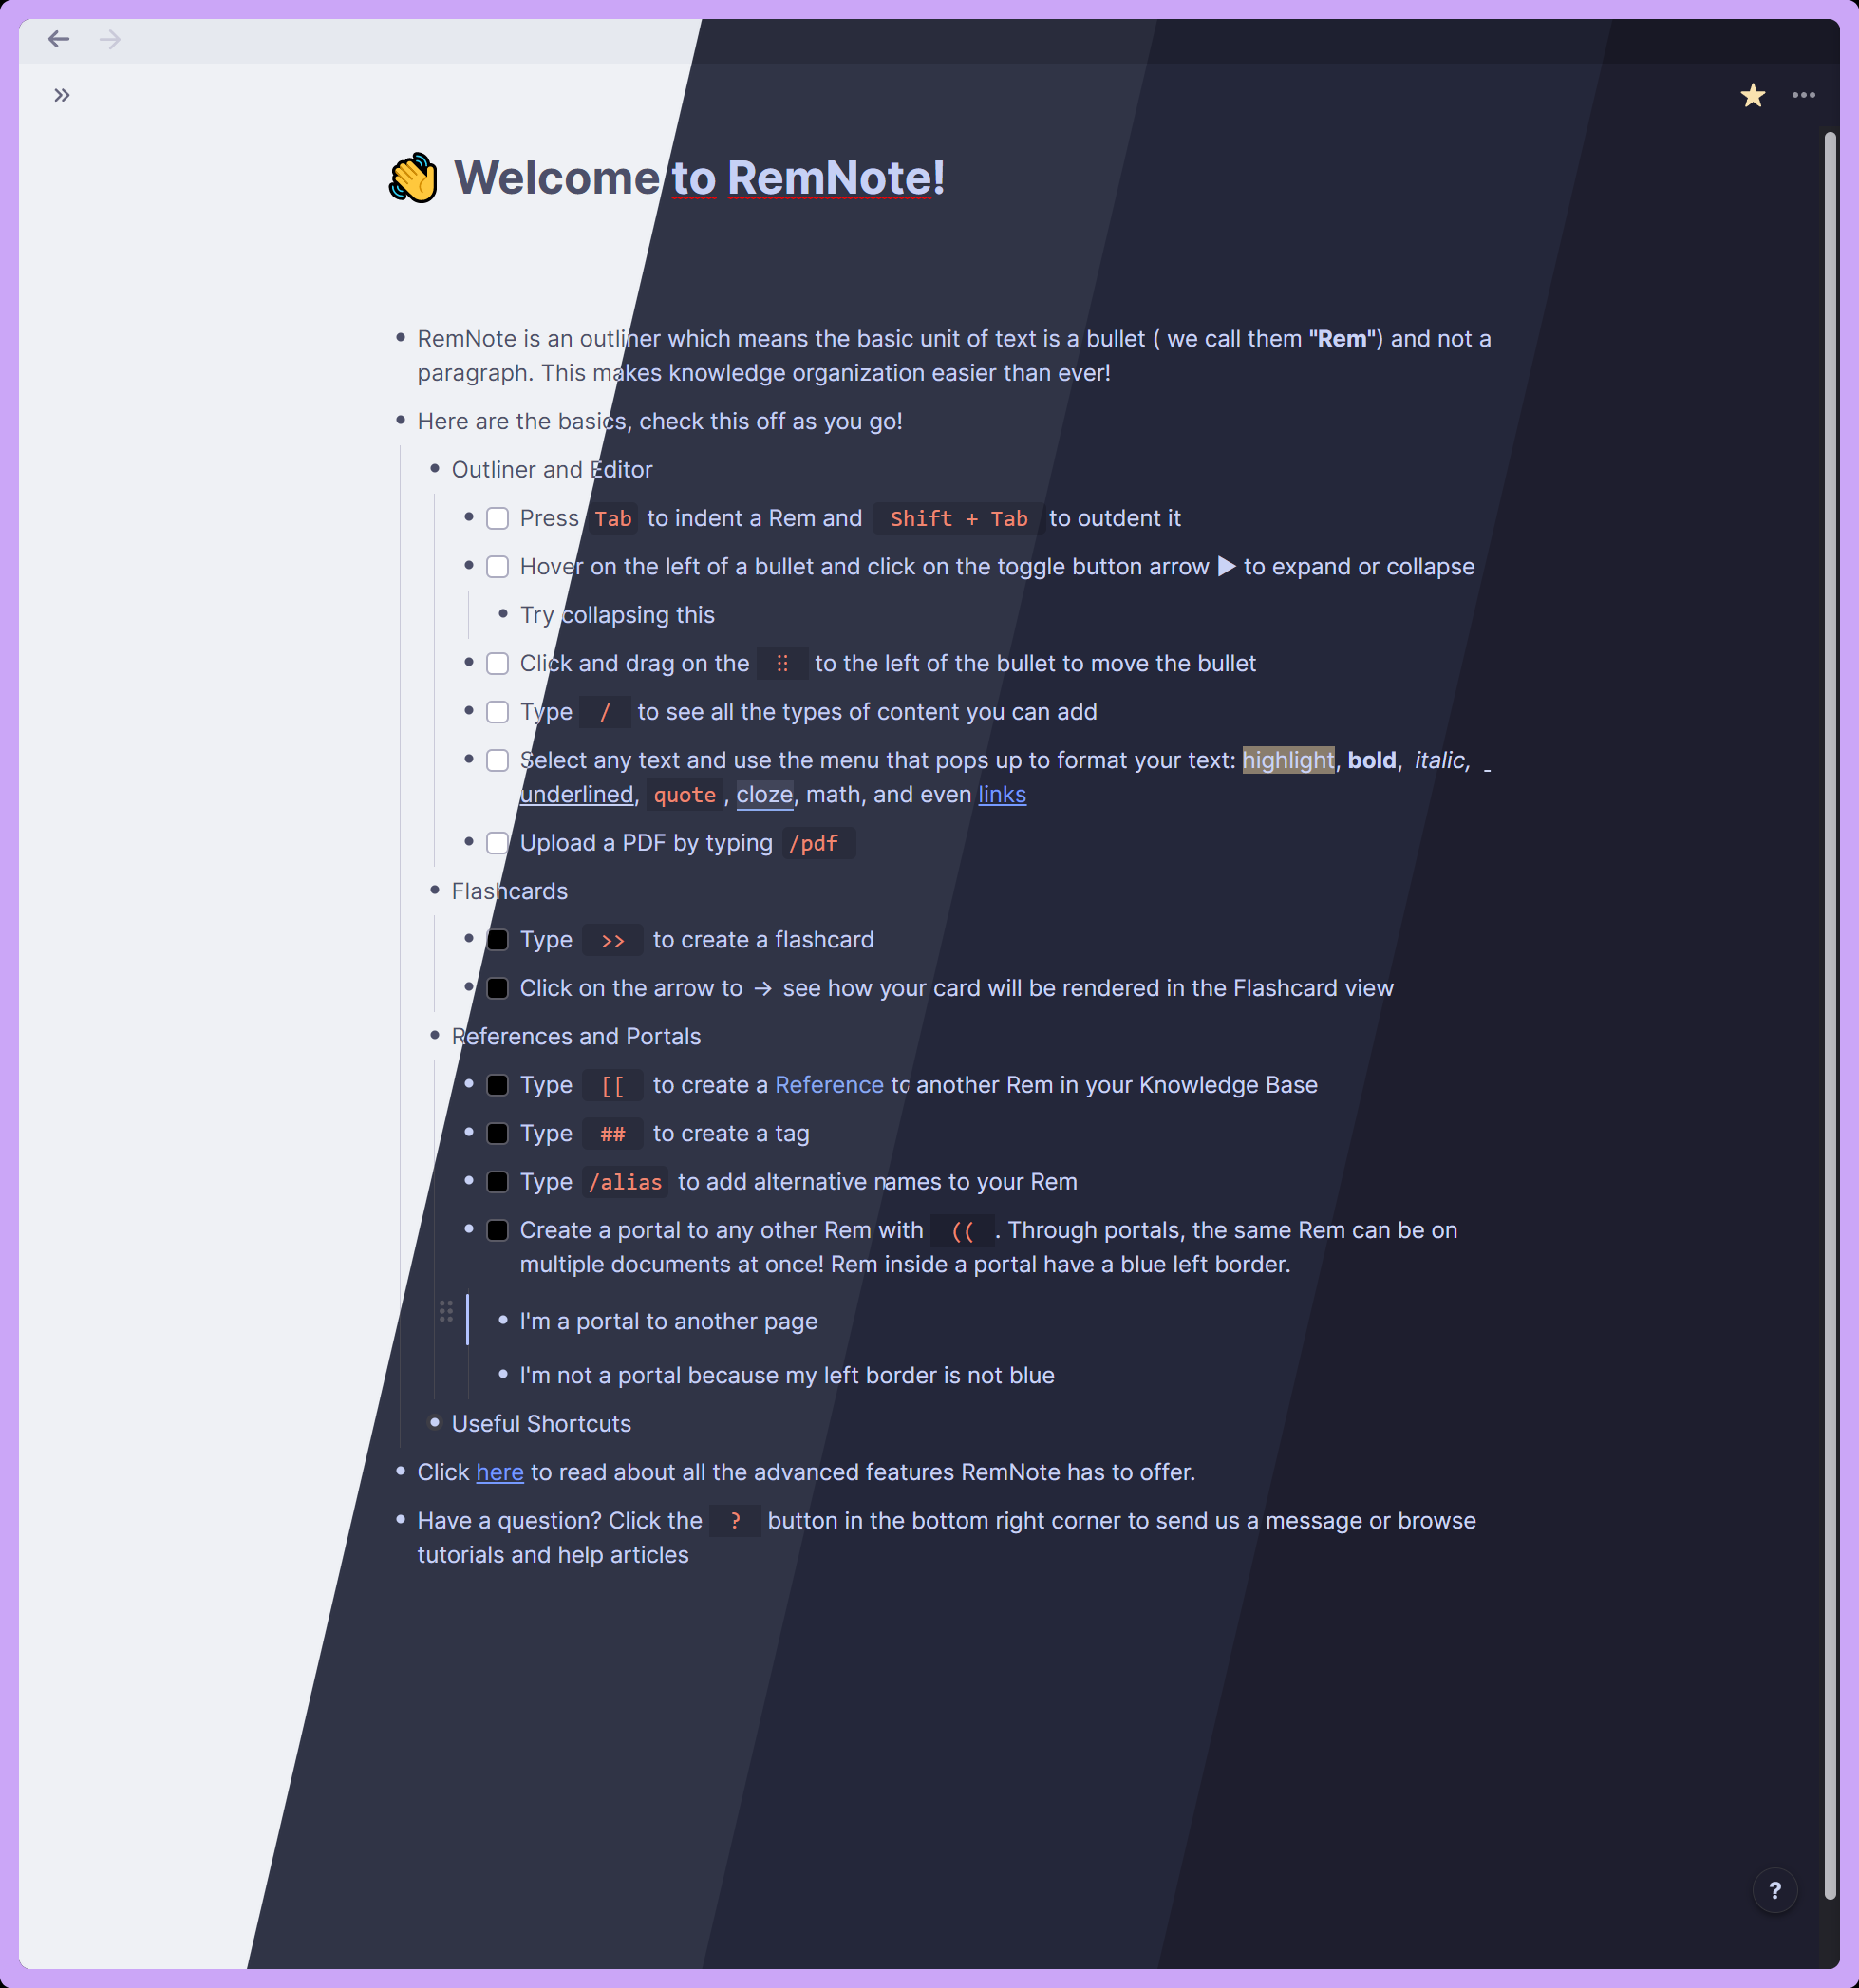 👋 Welcome to RemNote!
RemNote is an outliner which means the basic unit of text is a bullet ( we call them "Rem") and not a
paragraph. This makes knowledge organization easier than ever!
Here are the basics, check this off as you go!
Outliner and Editor
Press Tab to indent a Rem and Shift + Tab to outdent it
Hover on the left of a bullet and click on the toggle button arrow ▶ to expand or collapse
Try collapsing this
Click and drag on the ⠿ to the left of the bullet to move the bullet
Type / to see all the types of content you can add
Select any text and use the menu that pops up to format your text: highlight, bold, italic,
underlined, quote, cloze, math, and even links
Upload a PDF by typing /pdf
Flashcards
Type >> to create a flashcard
Click on the arrow to → see how your card will be rendered in the Flashcard view
References and Portals
Type [[ to create a Reference to another Rem in your Knowledge Base
Type ## to create a tag
Type /alias to add alternative names to your Rem
Create a portal to any other Rem with ((. Through portals, the same Rem can be on
multiple documents at once! Rem inside a portal have a blue left border.
I'm a portal to another page
I'm not a portal because my left border is not blue
Useful Shortcuts
Click here to read about all the advanced features RemNote has to offer.
Have a question? Click the ? button in the bottom right corner to send us a message or browse
tutorials and help articles
?